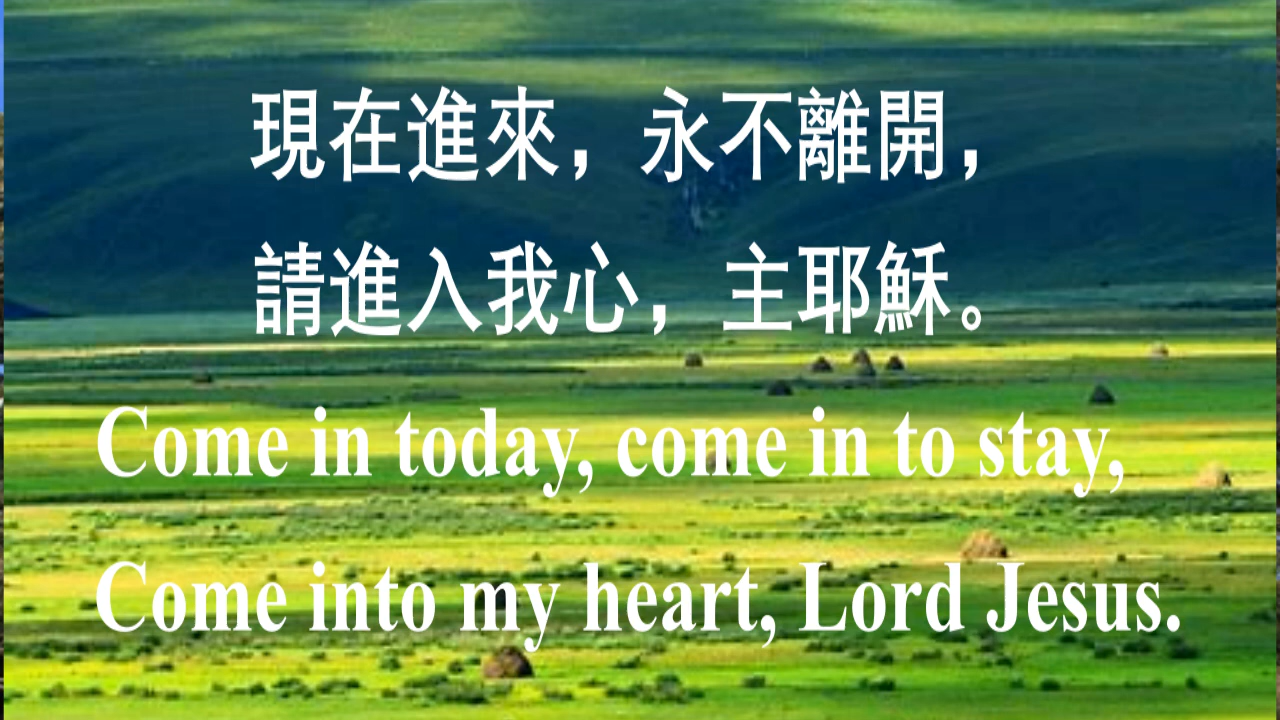 現在進來，永不離開，
請進入我心，主耶穌。
Come in today, come in to stay,
Come into my heart, Lord Jesus.